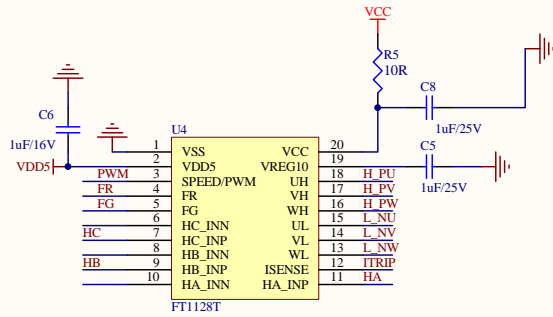 VCC
R5
10R
C8
1uF/25V
C6
1uF/16V
U4
VDD5
1 VSS VCC 20
2 VDD5 VREG10 19
C5
1uF/25V
PWM 3 SPEED/PWM UH 18 H_PU
FR 4 FR VH 17 H_PV
FG 5 FG WH 16 H_PW
6 HC_INN UL 15 L_NU
HC 7 HC_INP VL 14 L_NV
8 HB_INN WL 13 L_NW
HB 9 HB_INP ISENSE 12 ITRIP
10 HA_INN HA_INP 11 HA
FT1128T